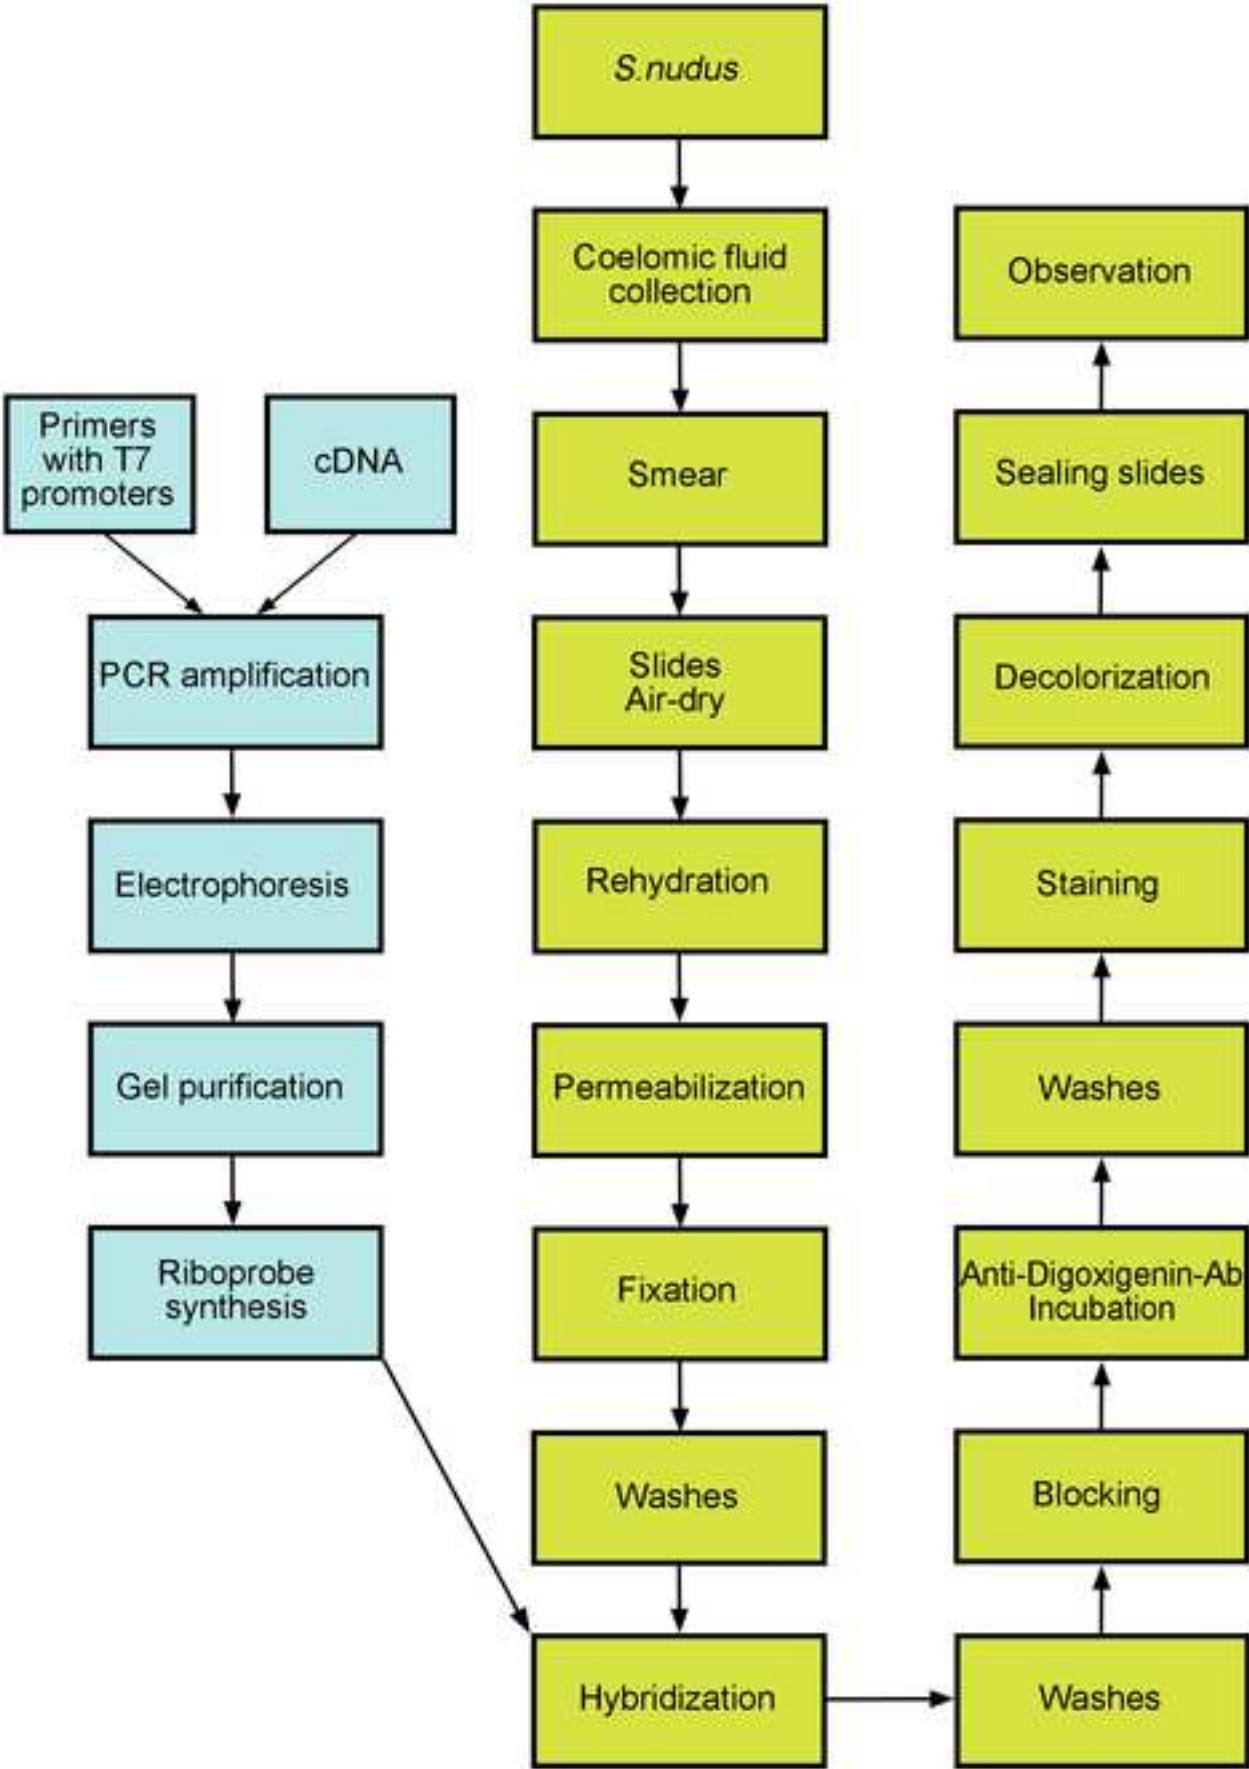 S.nudus
Coelomic fluid
collection
Smear
Slides
Air-dry
Rehydration
Permeabilization
Fixation
Washes
Hybridization
Primers
with T7
promoters
cDNA
PCR amplification
Electrophoresis
Gel purification
Riboprobe
synthesis
Observation
Sealing slides
Decolorization
Staining
Washes
Anti-Digoxigenin-Ab
Incubation
Blocking
Washes